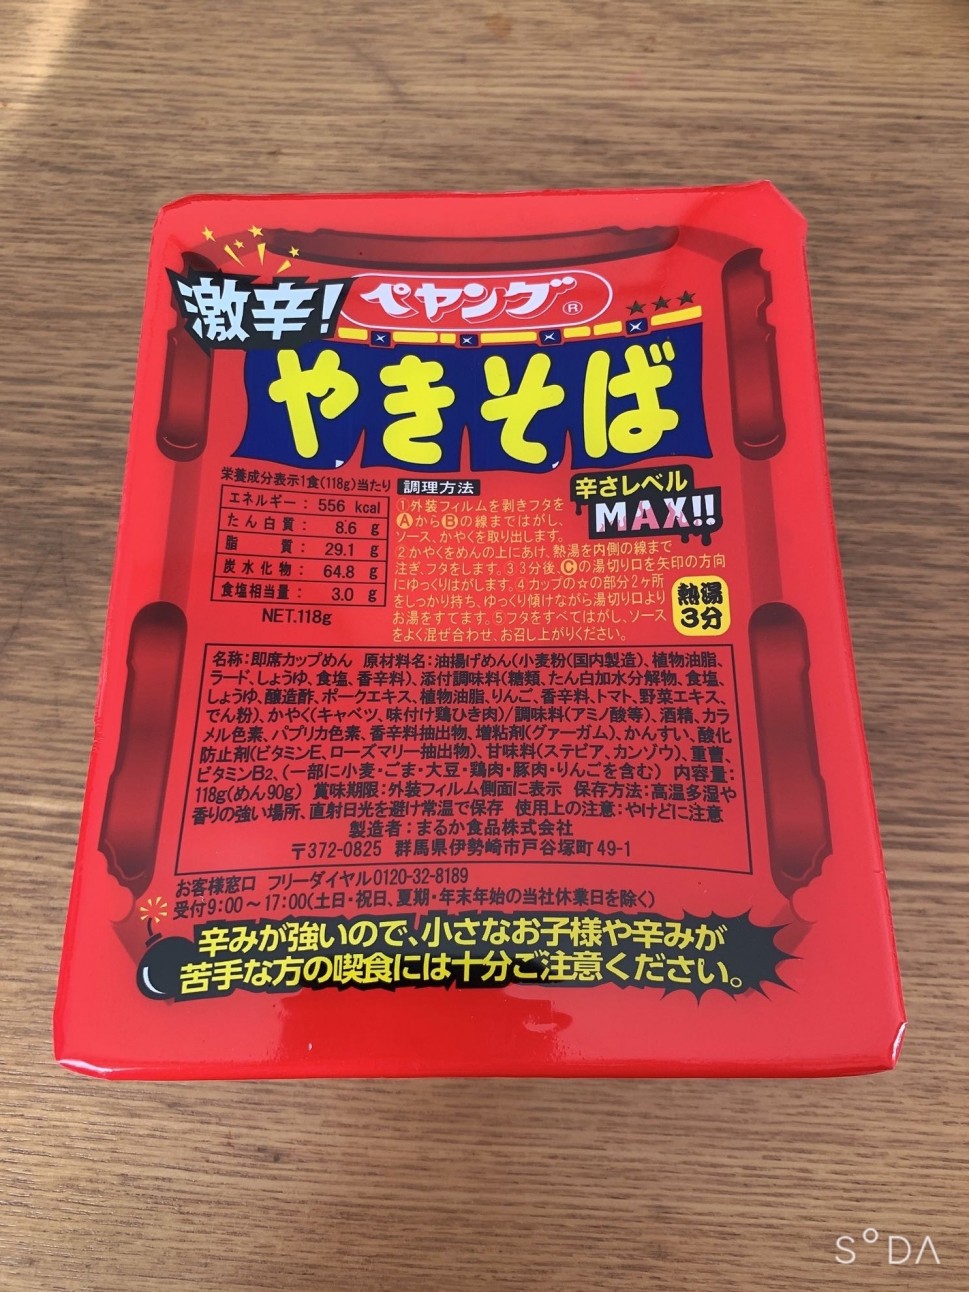 激辛!
ペヤング®
やきそば
栄養成分表示1食(118g)当たり
エネルギー: 556 kcal
たん白質: 8.6 g
脂質: 29.1 g
炭水化物: 64.8 g
食塩相当量: 3.0 g
NET.118g
調理方法
①外装フィルムを剥きフタを
AからBの線まではがし、
ソース、かやくを取り出します。
2かやくをめんの上にあけ、熱湯を内側の線まで
注ぎ、フタをします。3 3分後、Cの湯切り口を矢印の方向
にゆっくりはがします。4カップの☆の部分2ヶ所
をしっかり持ち、ゆっくり傾けながら湯切り口より
お湯をすてます。5フタをすべてはがし、ソース
をよく混ぜ合わせ、お召し上がりください。
辛さレベル
MAX!!
熱湯
3分
名称:即席カップめん 原材料名:油揚げめん(小麦粉(国内製造)、植物油脂、
ラード、しょうゆ、食塩、香辛料)、添付調味料(糖類、たん白加水分解物、食塩、
しょうゆ、醸造酢、ポークエキス、植物油脂、りんご、香辛料、トマト、野菜エキス、
でん粉)、かやく(キャベツ、味付け鶏ひき肉)/調味料(アミノ酸等)、酒精、カラ
メル色素、パプリカ色素、香辛料抽出物、増粘剤(グァーガム)、かんすい、酸化
防止剤(ビタミンE、ローズマリー抽出物)、甘味料(ステビア、カンゾウ)、重曹、
ビタミンB2、(一部に小麦・ごま・大豆・鶏肉・豚肉・りんごを含む) 内容量:
118g(めん90g) 賞味期限:外装フィルム側面に表示 保存方法:高温多湿や
香りの強い場所、直射日光を避け常温で保存 使用上の注意:やけどに注意
製造者:まるか食品株式会社
〒372-0825 群馬県伊勢崎市戸谷塚町49-1
お客様窓口 フリーダイヤル0120-32-8189
受付9:00～17:00(土日・祝日、夏期・年末年始の当社休業日を除く)
辛みが強いので、小さなお子様や辛みが
苦手な方の喫食には十分ご注意ください。
SODA